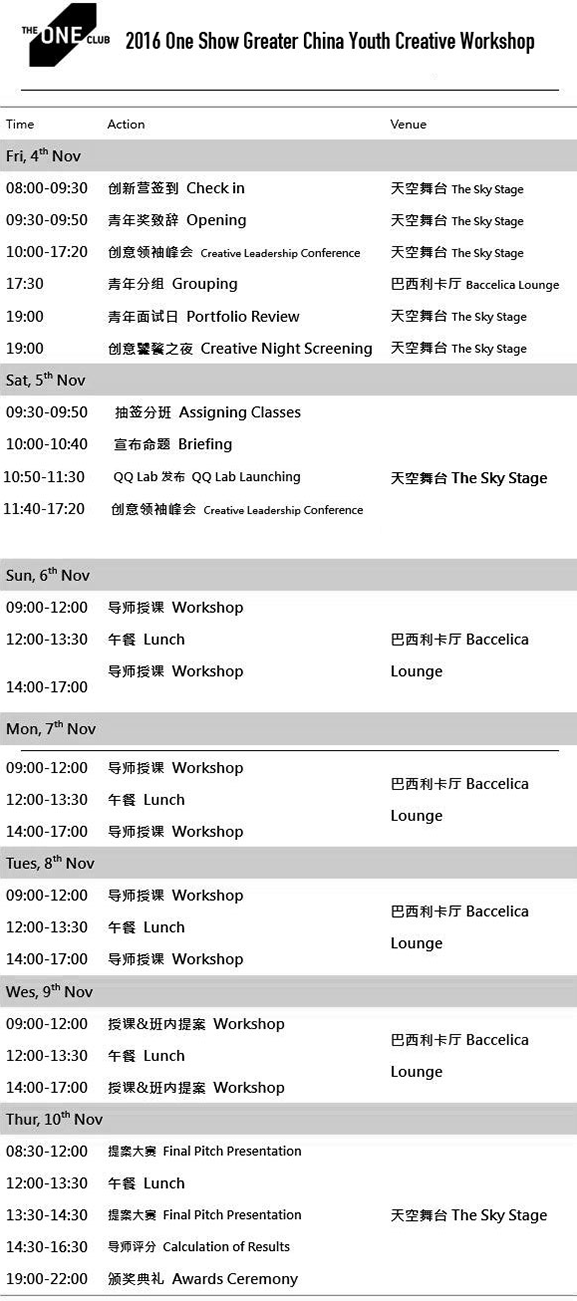 THE ONE CLUB
2016 One Show Greater China Youth Creative Workshop
Time Action Venue
Fri, 4th Nov
08:00-09:30 创新营签到 Check in 天空舞台 The Sky Stage
09:30-09:50 青年奖致辞 Opening 天空舞台 The Sky Stage
10:00-17:20 创意领袖峰会 Creative Leadership Conference 天空舞台 The Sky Stage
17:30 青年分组 Grouping 巴西利卡厅 Baccelica Lounge
19:00 青年面试日 Portfolio Review 天空舞台 The Sky Stage
19:00 创意饕餮之夜 Creative Night Screening 天空舞台 The Sky Stage
Sat, 5th Nov
09:30-09:50 抽签分班 Assigning Classes
10:00-10:40 宣布命题 Briefing
10:50-11:30 QQ Lab 发布 QQ Lab Launching 天空舞台 The Sky Stage
11:40-17:20 创意领袖峰会 Creative Leadership Conference
Sun, 6th Nov
09:00-12:00 导师授课 Workshop
12:00-13:30 午餐 Lunch 巴西利卡厅 Baccelica
导师授课 Workshop Lounge
14:00-17:00
Mon, 7th Nov
09:00-12:00 导师授课 Workshop
巴西利卡厅 Baccelica
12:00-13:30 午餐 Lunch
Lounge
14:00-17:00 导师授课 Workshop
Tues, 8th Nov
09:00-12:00 导师授课 Workshop
巴西利卡厅 Baccelica
12:00-13:30 午餐 Lunch
Lounge
14:00-17:00 导师授课 Workshop
Wes, 9th Nov
09:00-12:00 授课&班内提案 Workshop
巴西利卡厅 Baccelica
12:00-13:30 午餐 Lunch
Lounge
14:00-17:00 授课&班内提案 Workshop
Thur, 10th Nov
08:30-12:00 提案大赛 Final Pitch Presentation
12:00-13:30 午餐 Lunch
13:30-14:30 提案大赛 Final Pitch Presentation 天空舞台 The Sky Stage
14:30-16:30 导师评分 Calculation of Results
19:00-22:00 颁奖典礼 Awards Ceremony